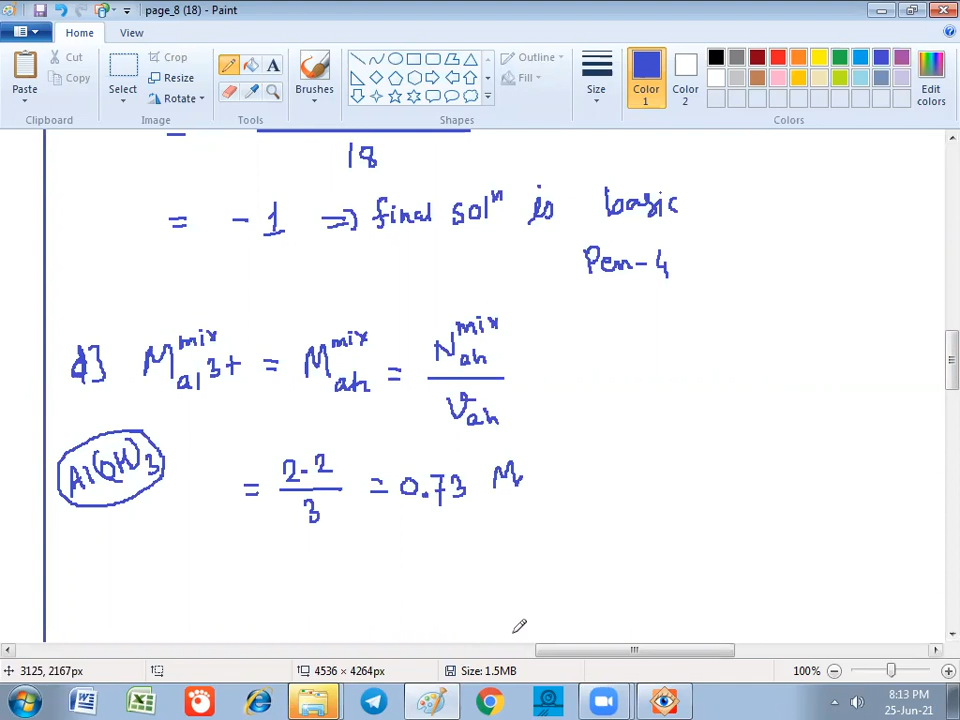 page_8 (18) - Paint
Home View
Paste Cut Copy Clipboard
Select Crop Resize Rotate Image
A Tools
Brushes
Outline Fill Shapes
Size
Color 1
Color 2
Edit colors
Colors
18
= - 1 => final solⁿ is basic
Pen-4
d] M^mix_al3+ = M^mix_ah = N^mix_ah / V_ah
Al(OH)3
= 2.2 / 3 = 0.73 M
3125, 2167px 4536 × 4264px Size: 1.5MB 100%
8:13 PM
25-Jun-21